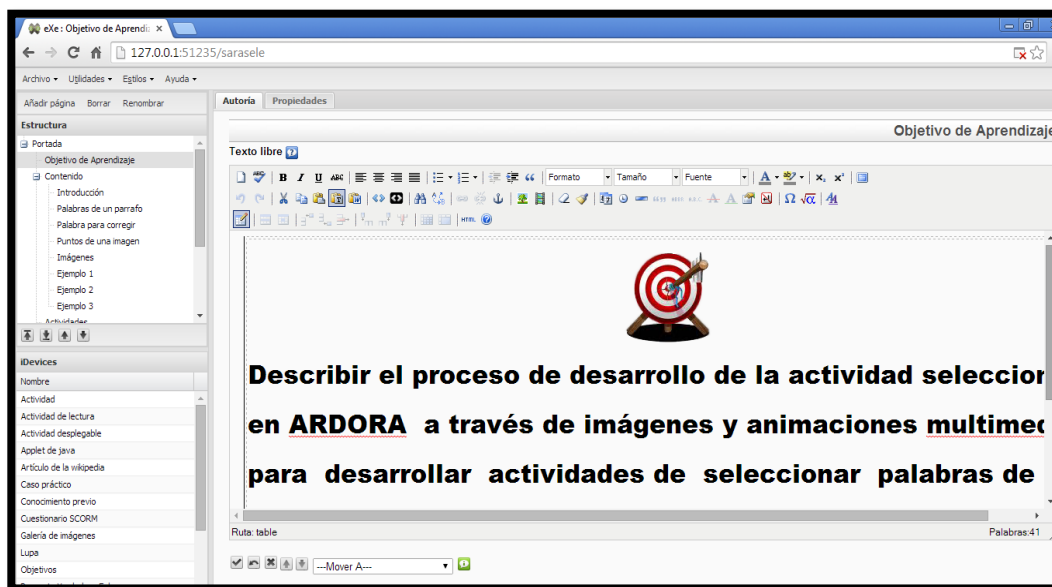 eXe : Objetivo de Aprendiz
127.0.0.1:51235/sarasele
Archivo Utilidades Estilos Ayuda
Añadir página Borrar Renombrar
Estructura
Portada
Objetivo de Aprendizaje
Contenido
Introducción
Palabras de un parrafo
Palabra para corregir
Puntos de una imagen
Imágenes
Ejemplo 1
Ejemplo 2
Ejemplo 3
Actividades
iDevices
Nombre
Actividad
Actividad de lectura
Actividad desplegable
Applet de java
Artículo de la wikipedia
Caso práctico
Conocimiento previo
Cuestionario SCORM
Galería de imágenes
Lupa
Objetivos
Autoría Propiedades
Objetivo de Aprendizaje
Texto libre
Formato Tamaño Fuente
HTML
Describir el proceso de desarrollo de la actividad seleccior
en ARDORA a través de imágenes y animaciones multimed
para desarrollar actividades de seleccionar palabras de
Ruta: table Palabras:41
---Mover A---